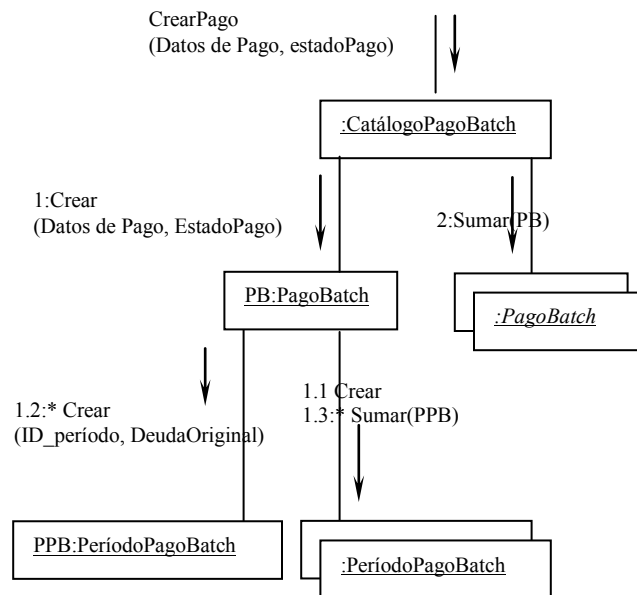 CrearPago
(Datos de Pago, estadoPago)
:CatálogoPagoBatch
1:Crear
(Datos de Pago, EstadoPago)
2:Sumar(PB)
PB:PagoBatch
:PagoBatch
1.2:* Crear
(ID_período, DeudaOriginal)
1.1 Crear
1.3:* Sumar(PPB)
PPB:PeríodoPagoBatch
:PeríodoPagoBatch